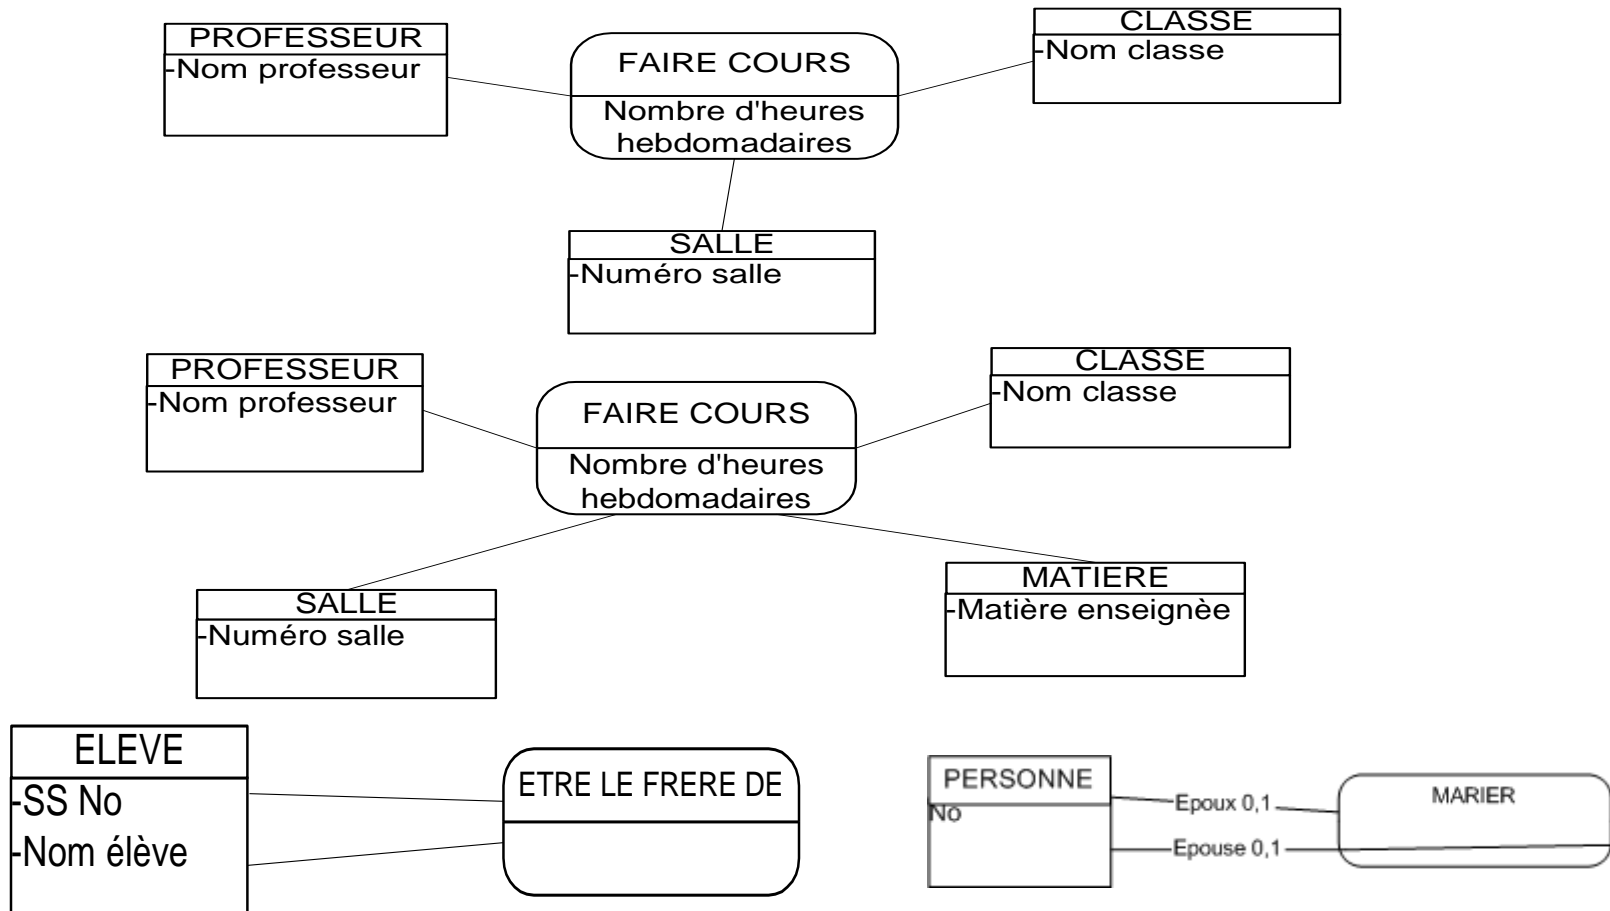 PROFESSEUR
-Nom professeur
FAIRE COURS
Nombre d'heures
hebdomadaires
CLASSE
-Nom classe
SALLE
-Numéro salle
PROFESSEUR
-Nom professeur
FAIRE COURS
Nombre d'heures
hebdomadaires
CLASSE
-Nom classe
SALLE
-Numéro salle
MATIERE
-Matière enseignèe
ELEVE
-SS No
-Nom élève
ETRE LE FRERE DE
PERSONNE
No
Epoux 0,1
Epouse 0,1
MARIER